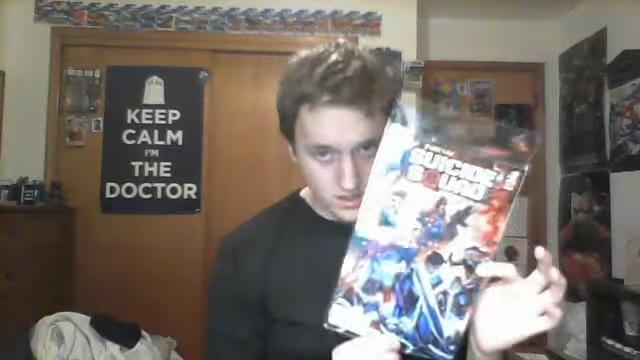 KEEP
CALM
I'M
THE
DOCTOR
SUICIDE
SQUAD